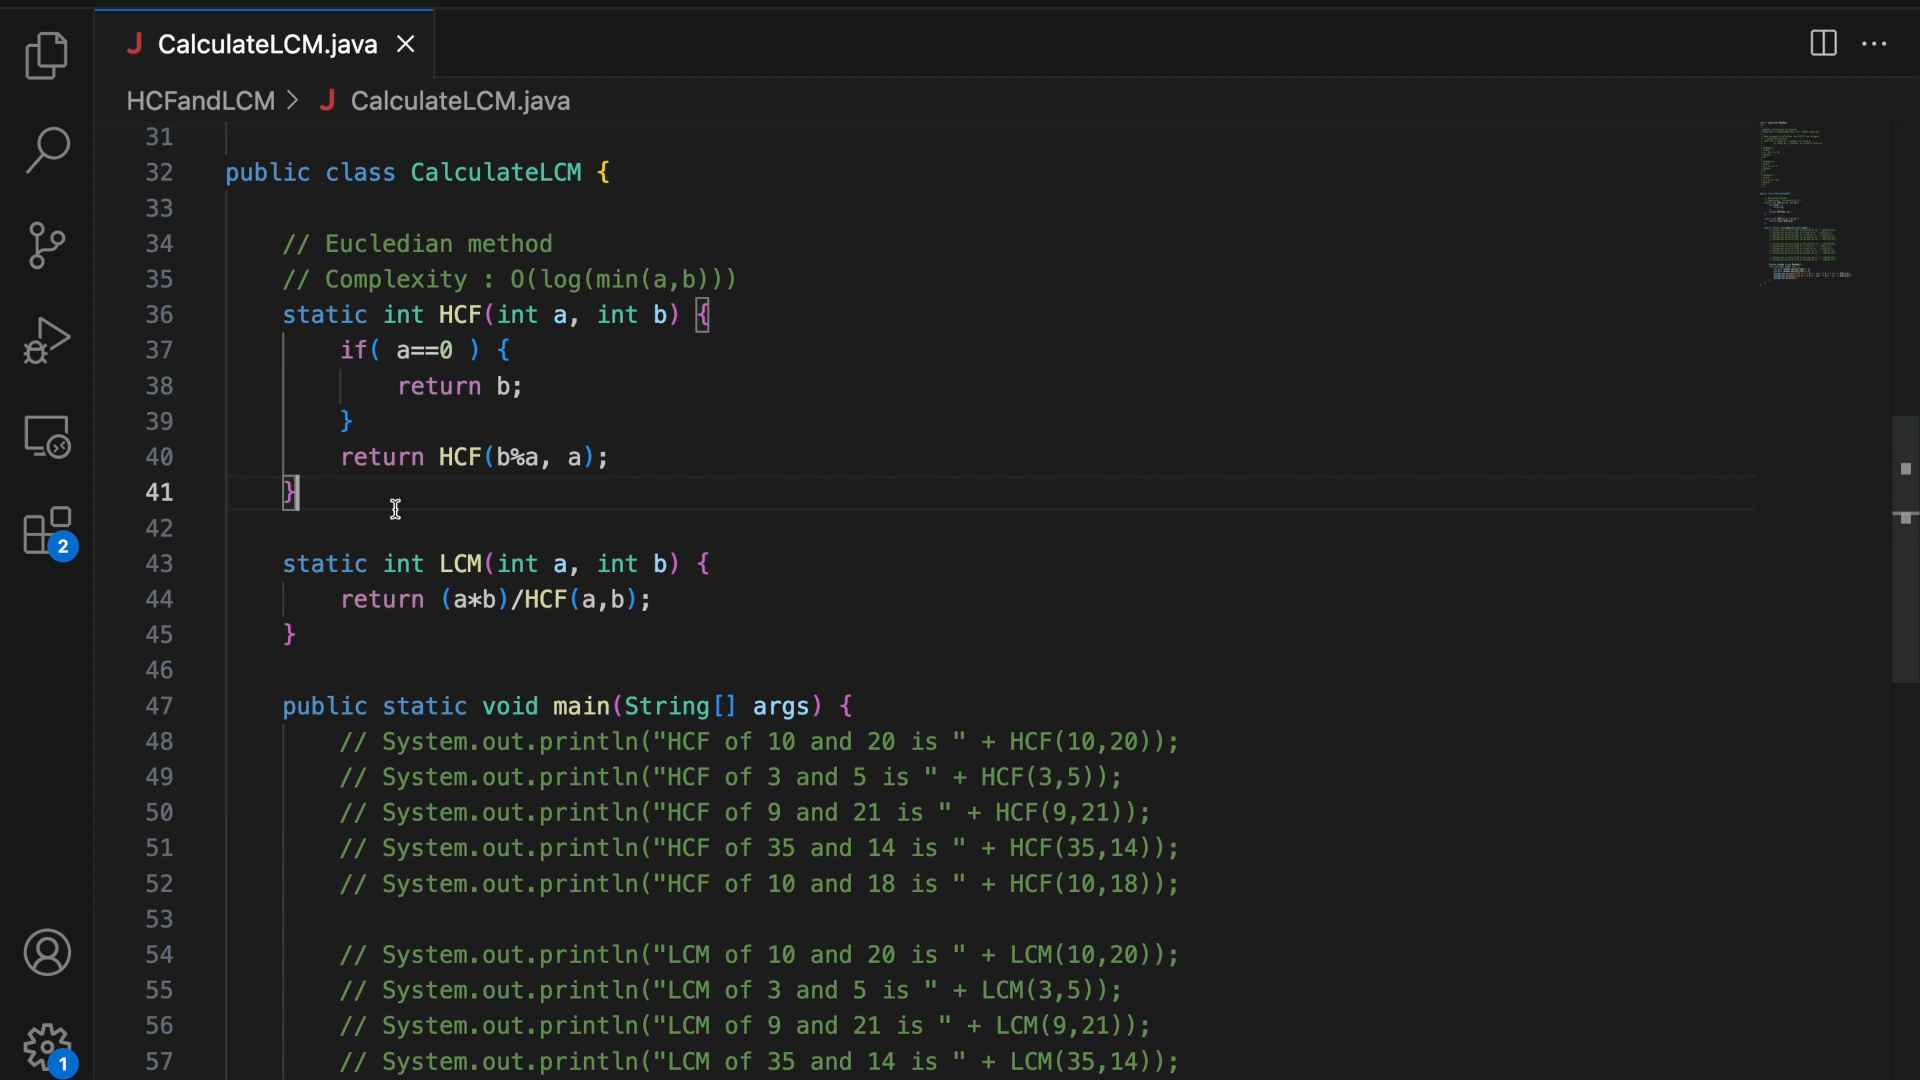 J CalculateLCM.java
HCFandLCM > J CalculateLCM.java
31
32 public class CalculateLCM {
33
34 // Eucledian method
35 // Complexity : O(log(min(a,b)))
36 static int HCF(int a, int b) {
37 if( a==0 ) {
38 return b;
39 }
40 return HCF(b%a, a);
41 }
42
43 static int LCM(int a, int b) {
44 return (a*b)/HCF(a,b);
45 }
46
47 public static void main(String[] args) {
48 // System.out.println("HCF of 10 and 20 is " + HCF(10,20));
49 // System.out.println("HCF of 3 and 5 is " + HCF(3,5));
50 // System.out.println("HCF of 9 and 21 is " + HCF(9,21));
51 // System.out.println("HCF of 35 and 14 is " + HCF(35,14));
52 // System.out.println("HCF of 10 and 18 is " + HCF(10,18));
53
54 // System.out.println("LCM of 10 and 20 is " + LCM(10,20));
55 // System.out.println("LCM of 3 and 5 is " + LCM(3,5));
56 // System.out.println("LCM of 9 and 21 is " + LCM(9,21));
57 // System.out.println("LCM of 35 and 14 is " + LCM(35,14));
2
1